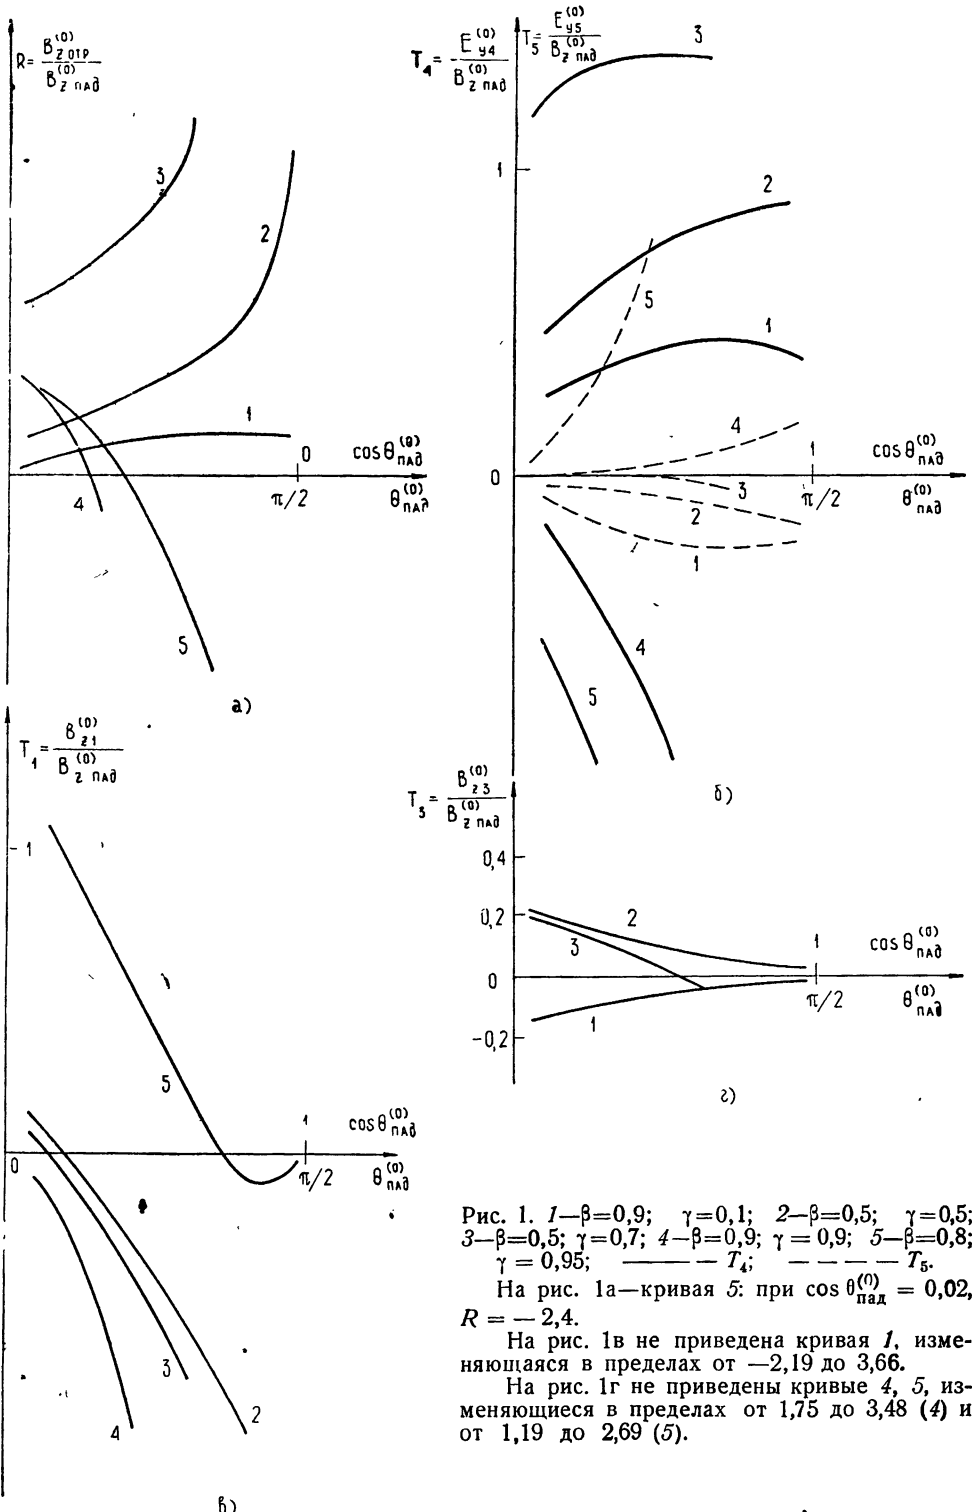 R = B_z отр^(0) / B_z пад^(0)
3
2
1
0
cos θ_пад^(0)
π/2
θ_пад^(0)
4
5
а)
T₄ = E_y4^(0) / B_z пад^(0)
T₅ = E_y5^(0) / B_z пад^(0)
3
1
2
5
1
4
1
cos θ_пад^(0)
0
3
π/2
θ_пад^(0)
2
1
4
5
б)
T₁ = B_z1^(0) / B_z пад^(0)
1
5
1
cos θ_пад^(0)
0
π/2
θ_пад^(0)
3
4
2
в)
T₃ = B_z3^(0) / B_z пад^(0)
0,4
0,2
2
3
1
cos θ_пад^(0)
0
π/2
θ_пад^(0)
1
−0,2
г)
Рис. 1. 1—β=0,9; γ=0,1; 2—β=0,5; γ=0,5;
3—β=0,5; γ=0,7; 4—β=0,9; γ = 0,9; 5—β=0,8;
γ = 0,95; ——— — T₄; — — — — T₅.
На рис. 1а—кривая 5: при cos θ_пад^(0) = 0,02,
R = — 2,4.
На рис. 1в не приведена кривая 1, изме-
няющаяся в пределах от —2,19 до 3,66.
На рис. 1г не приведены кривые 4, 5, из-
меняющиеся в пределах от 1,75 до 3,48 (4) и
от 1,19 до 2,69 (5).